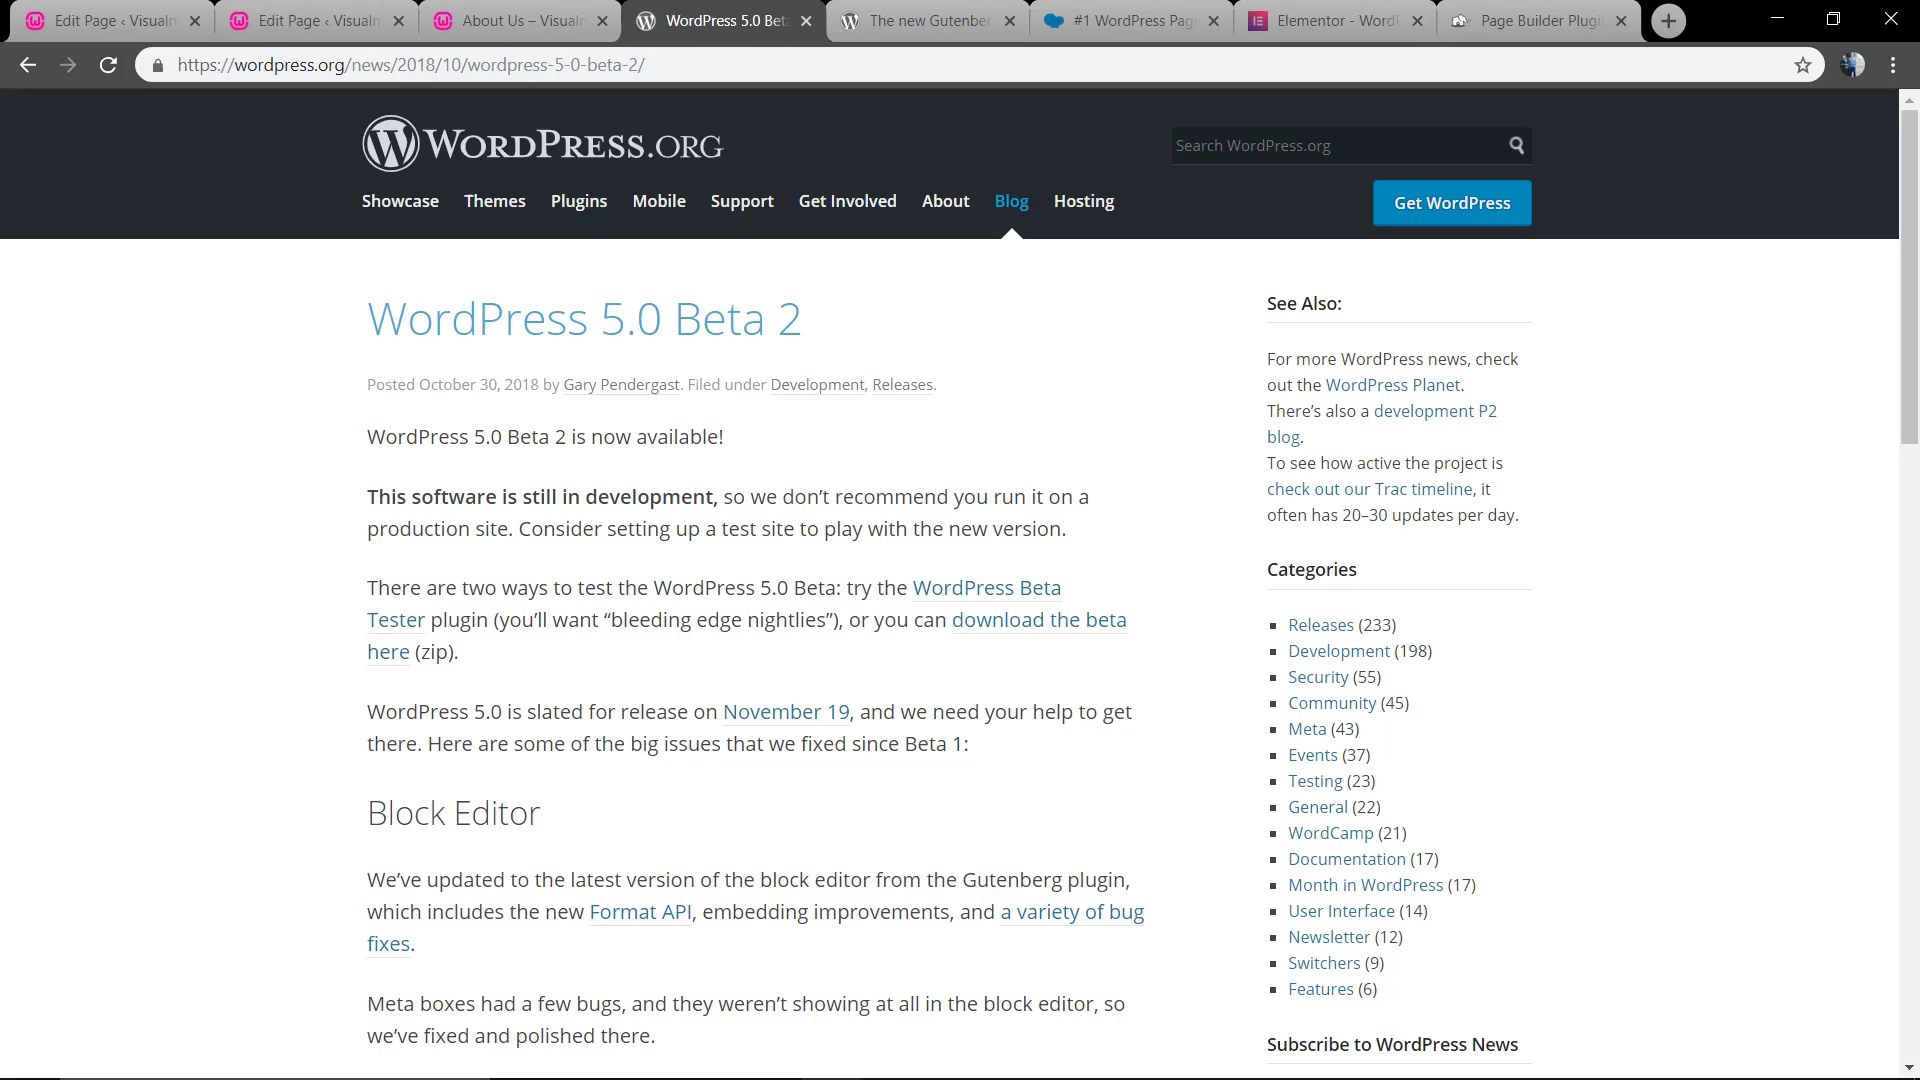 Edit Page ‹ Visualm
Edit Page ‹ Visualm
About Us – Visualm
WordPress 5.0 Beta
The new Gutenber
#1 WordPress Pag
Elementor - WordP
Page Builder Plugi
https://wordpress.org/news/2018/10/wordpress-5-0-beta-2/
WORDPRESS.ORG
Search WordPress.org
Showcase Themes Plugins Mobile Support Get Involved About Blog Hosting
Get WordPress
WordPress 5.0 Beta 2
Posted October 30, 2018 by Gary Pendergast. Filed under Development, Releases.
WordPress 5.0 Beta 2 is now available!
This software is still in development, so we don’t recommend you run it on a
production site. Consider setting up a test site to play with the new version.
There are two ways to test the WordPress 5.0 Beta: try the WordPress Beta
Tester plugin (you’ll want “bleeding edge nightlies”), or you can download the beta
here (zip).
WordPress 5.0 is slated for release on November 19, and we need your help to get
there. Here are some of the big issues that we fixed since Beta 1:
Block Editor
We’ve updated to the latest version of the block editor from the Gutenberg plugin,
which includes the new Format API, embedding improvements, and a variety of bug
fixes.
Meta boxes had a few bugs, and they weren’t showing at all in the block editor, so
we’ve fixed and polished there.
See Also:
For more WordPress news, check
out the WordPress Planet.
There’s also a development P2
blog.
To see how active the project is
check out our Trac timeline, it
often has 20–30 updates per day.
Categories
Releases (233)
Development (198)
Security (55)
Community (45)
Meta (43)
Events (37)
Testing (23)
General (22)
WordCamp (21)
Documentation (17)
Month in WordPress (17)
User Interface (14)
Newsletter (12)
Switchers (9)
Features (6)
Subscribe to WordPress News